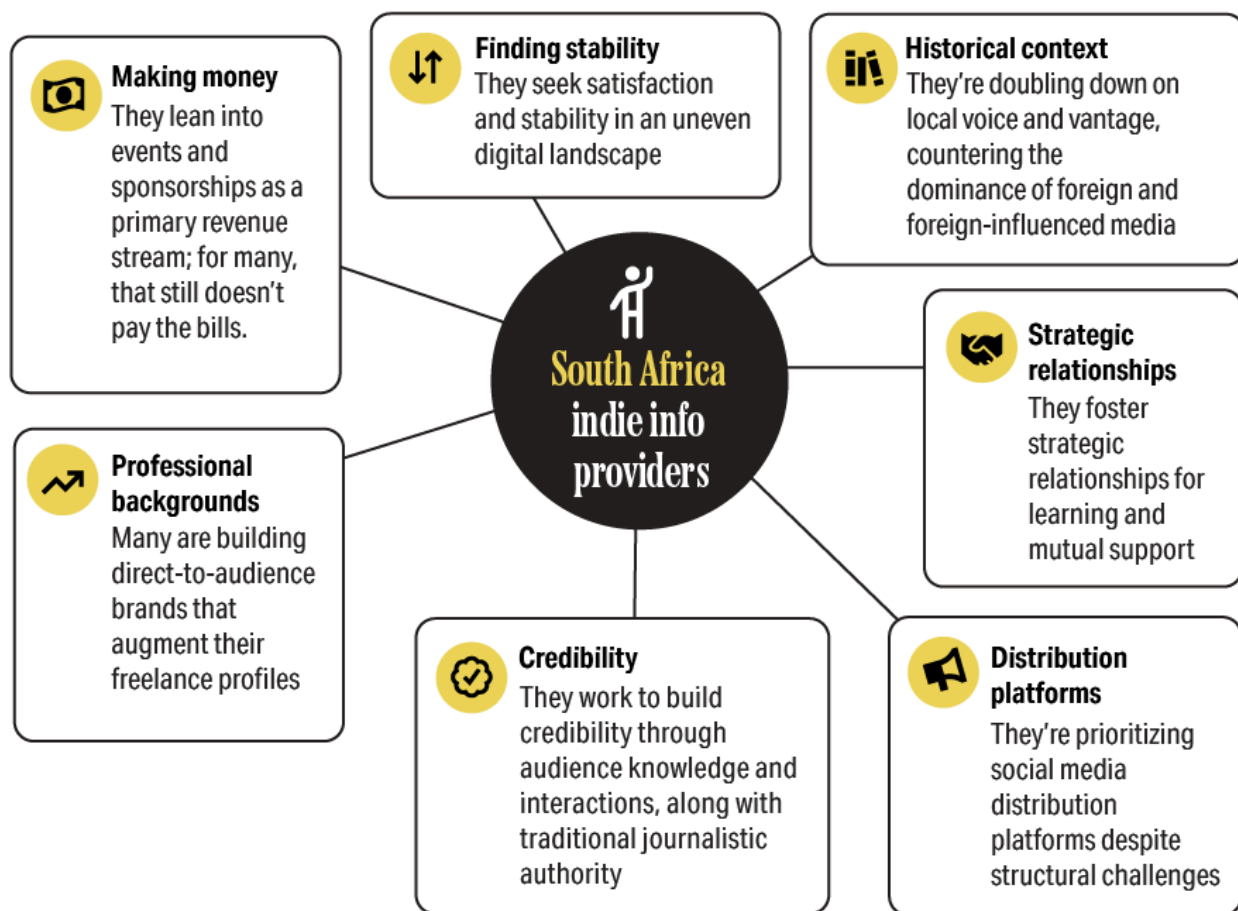 Making money
They lean into
events and
sponsorships as a
primary revenue
stream; for many,
that still doesn't
pay the bills.
Finding stability
They seek satisfaction
and stability in an uneven
digital landscape
Historical context
They're doubling down on
local voice and vantage,
countering the
dominance of foreign and
foreign-influenced media
South Africa
indie info
providers
Strategic
relationships
They foster
strategic
relationships for
learning and
mutual support
Professional
backgrounds
Many are building
direct-to-audience
brands that
augment their
freelance profiles
Credibility
They work to build
credibility through
audience knowledge and
interactions, along with
traditional journalistic
authority
Distribution
platforms
They're prioritizing
social media
distribution
platforms despite
structural challenges